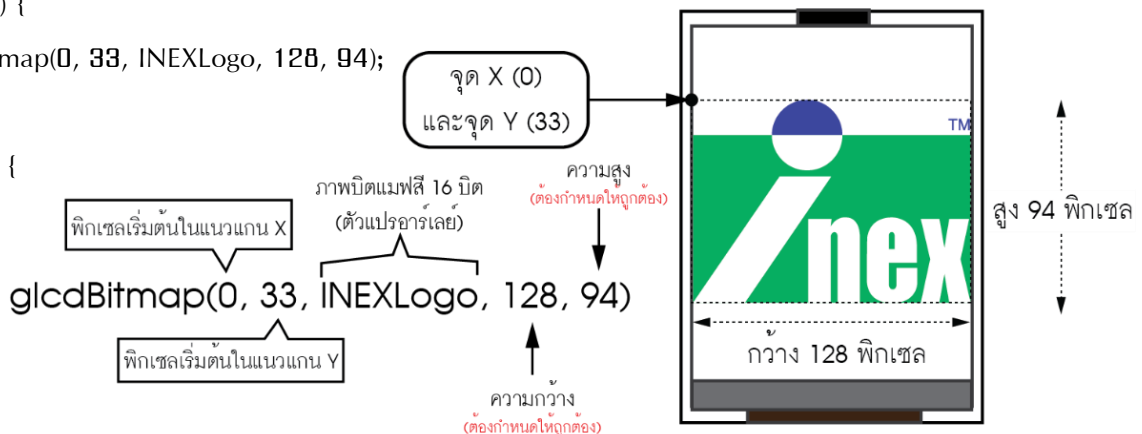 ) {
map(0, 33, INEXLogo, 128, 94);
{
จุด X (0)
และจุด Y (33)
TM
inex
สูง 94 พิกเซล
กว้าง 128 พิกเซล
ความสูง
(ต้องกำหนดให้ถูกต้อง)
ภาพบิตแมฟสี 16 บิต
(ตัวแปรอาร์เลย์)
พิกเซลเริ่มต้นในแนวแกน X
glcdBitmap(0, 33, INEXLogo, 128, 94)
พิกเซลเริ่มต้นในแนวแกน Y
ความกว้าง
(ต้องกำหนดให้ถูกต้อง)